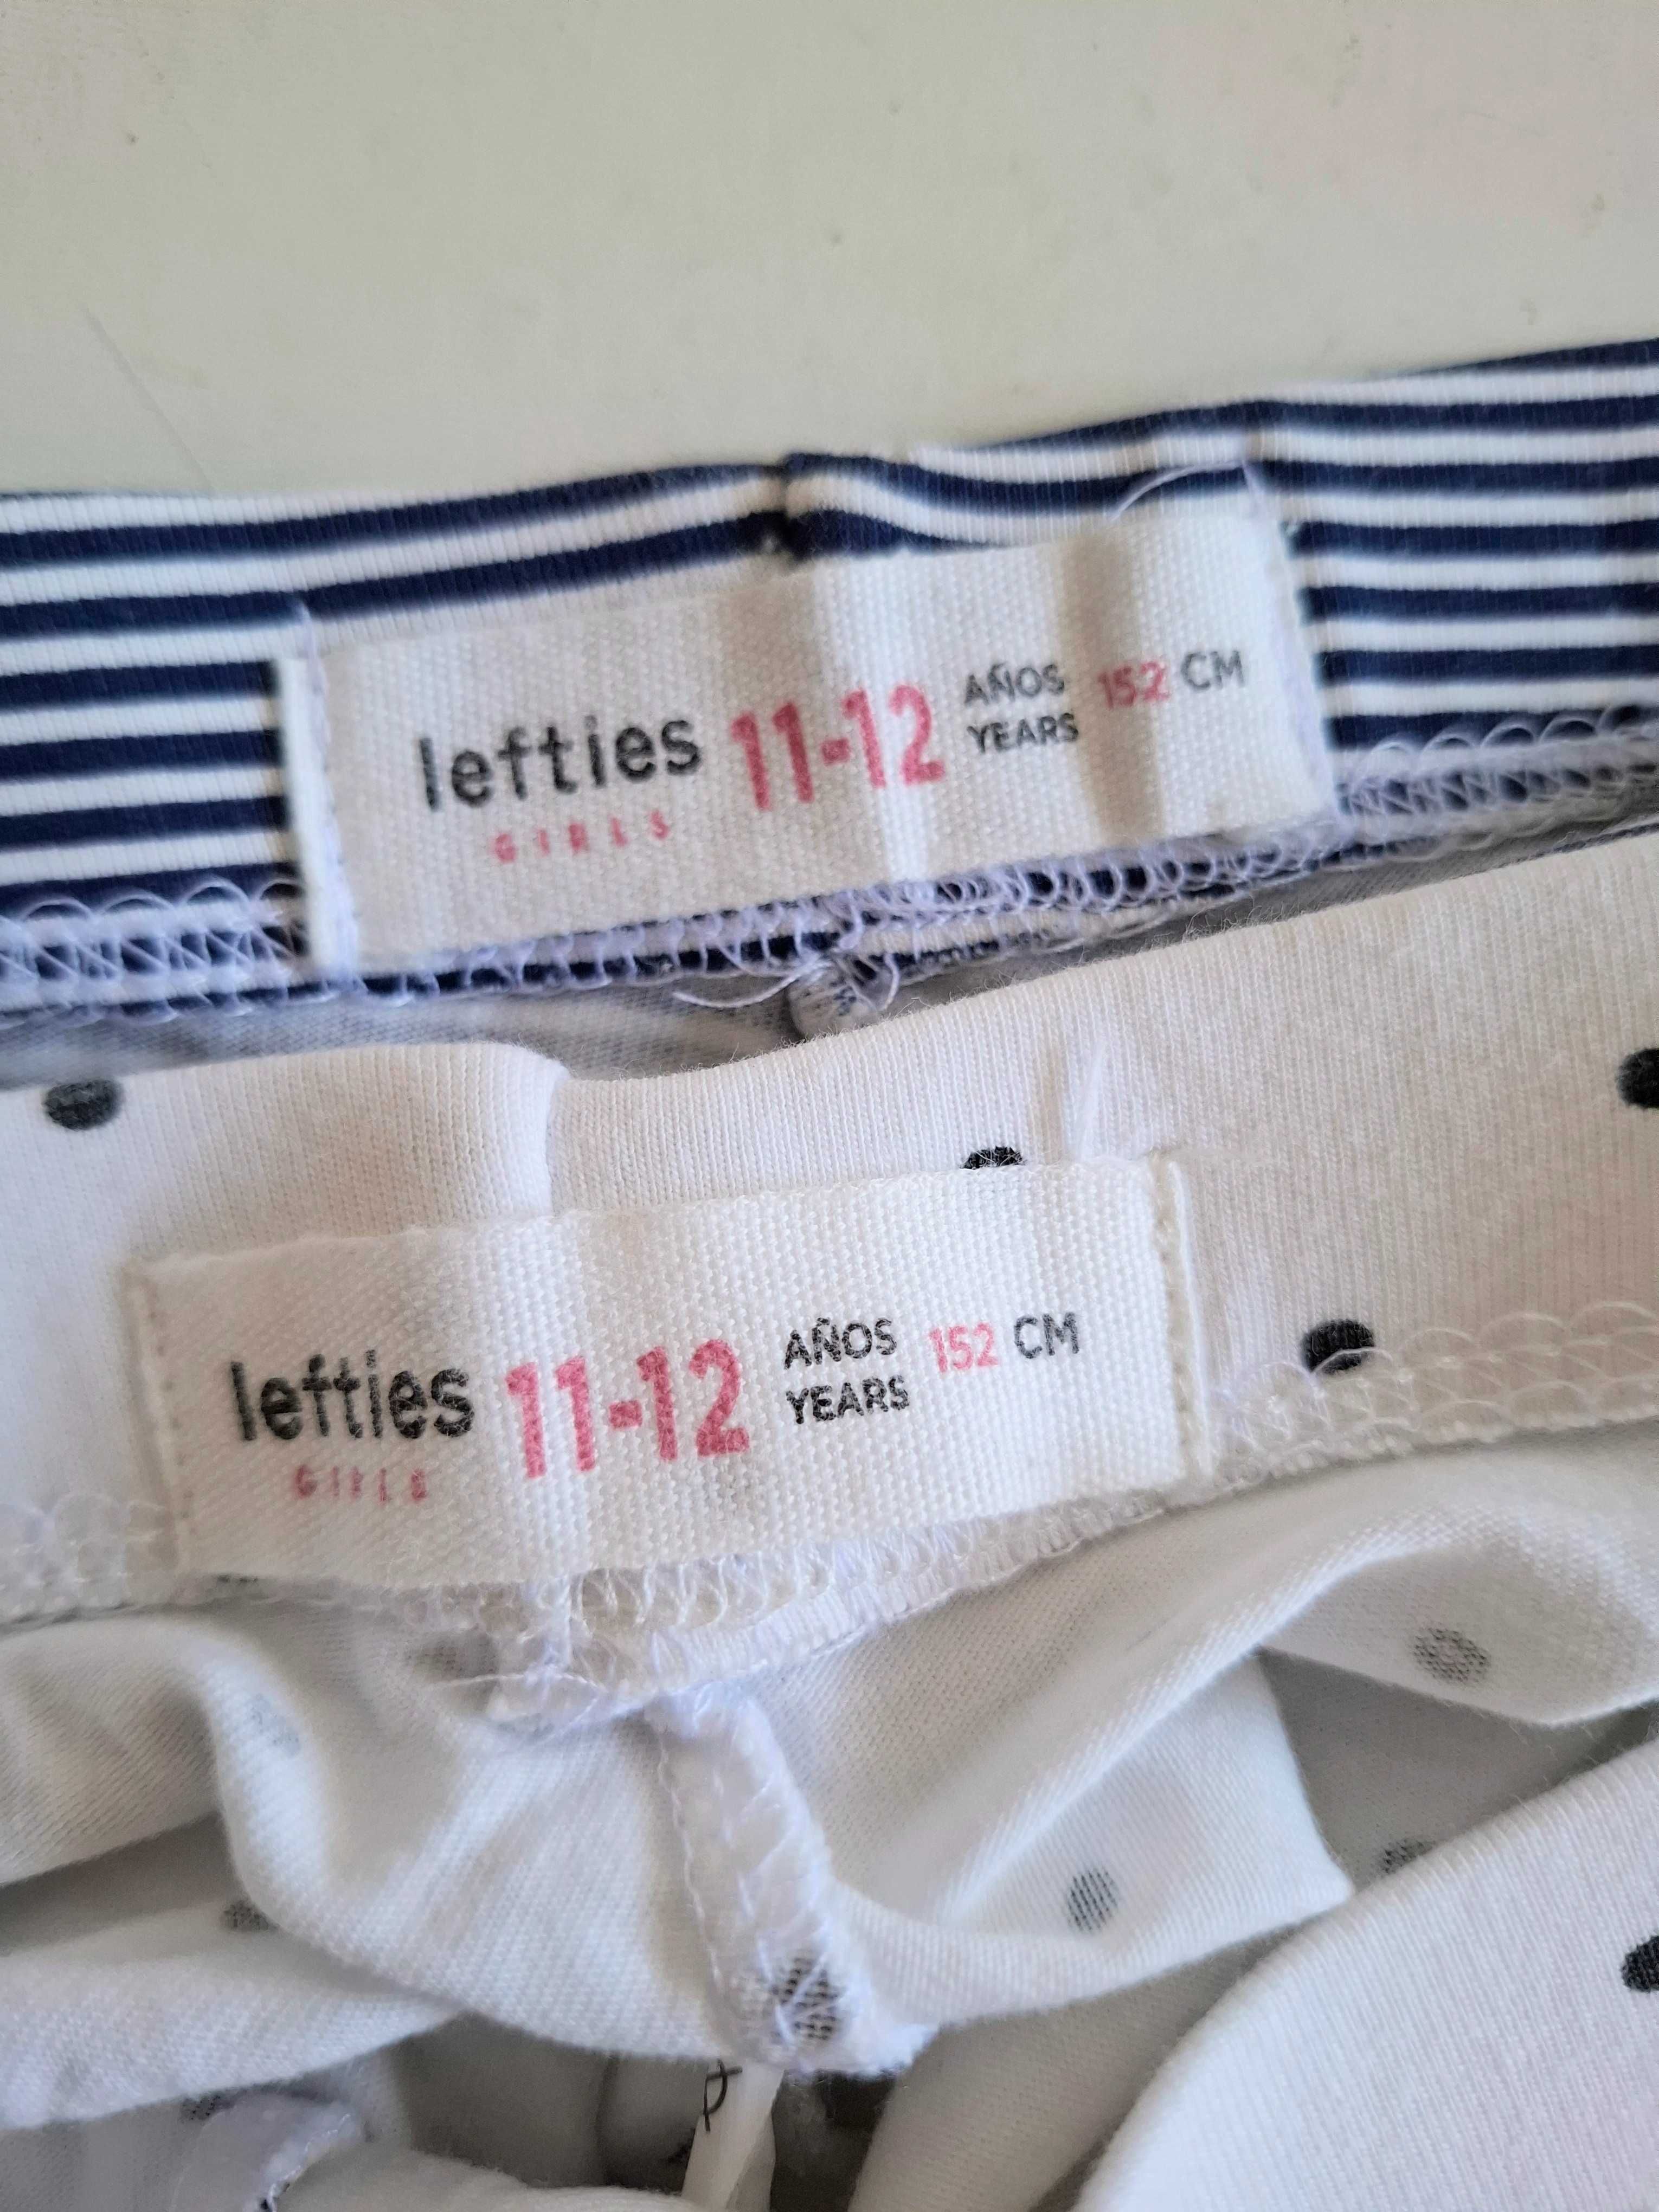 lefties 11-12 AÑOS 152 CM
YEARS
GIRLS
lefties 11-12 AÑOS 152 CM
YEARS
GIRLS